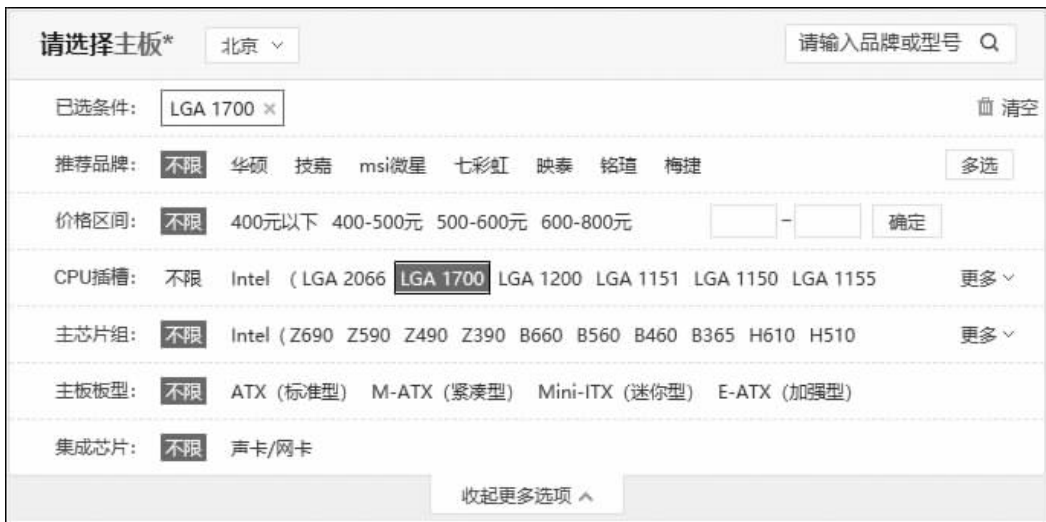 请选择主板* 北京 请输入品牌或型号
已选条件: LGA 1700 × 清空
推荐品牌: 不限 华硕 技嘉 msi微星 七彩虹 映泰 铭瑄 梅捷 多选
价格区间: 不限 400元以下 400-500元 500-600元 600-800元 - 确定
CPU插槽: 不限 Intel ( LGA 2066 LGA 1700 LGA 1200 LGA 1151 LGA 1150 LGA 1155 更多
主芯片组: 不限 Intel ( Z690 Z590 Z490 Z390 B660 B560 B460 B365 H610 H510 更多
主板板型: 不限 ATX (标准型) M-ATX (紧凑型) Mini-ITX (迷你型) E-ATX (加强型)
集成芯片: 不限 声卡/网卡
收起更多选项